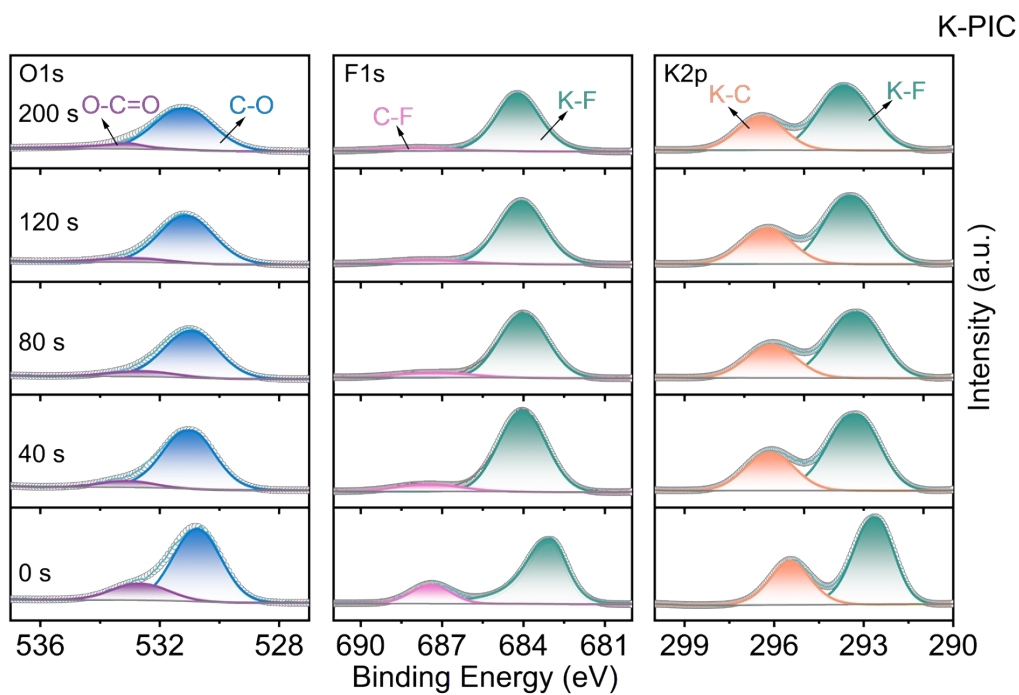 K-PIC
O1s
F1s
K2p
200 s
O-C=O
C-O
C-F
K-F
K-C
K-F
120 s
80 s
40 s
0 s
Intensity (a.u.)
536 531 528 690 687 684 681 299 296 293 290
Binding Energy (eV)